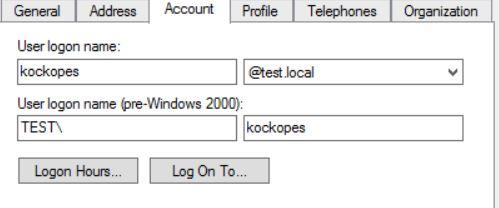 General Address Account Profile Telephones Organization
User logon name:
kockopes @test.local
User logon name (pre-Windows 2000):
TEST\ kockopes
Logon Hours... Log On To...